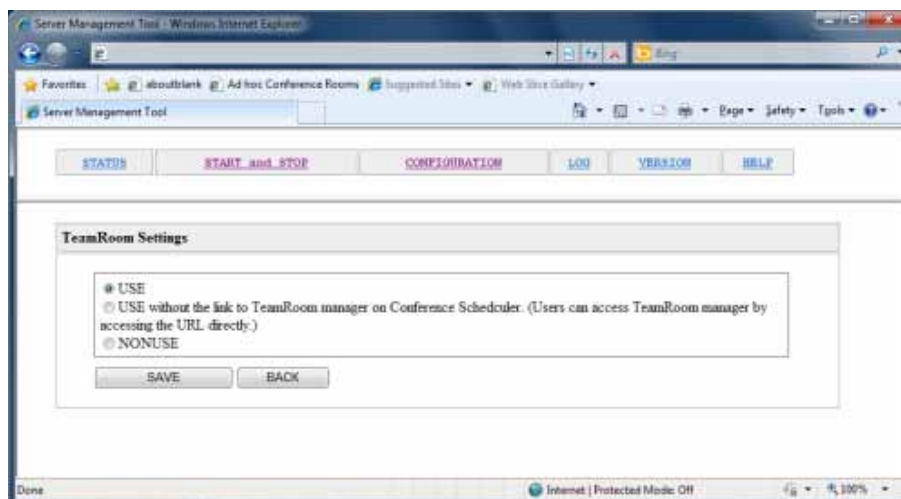 Server Management Tool - Windows Internet Explorer
Bing
Favorites aboutblank Ad hoc Conference Rooms Suggested Sites Web Slice Gallery
Server Management Tool Page Safety Tools
STATUS START and STOP CONFIGURATION LOG VERSION HELP
TeamRoom Settings
USE
USE without the link to TeamRoom manager on Conference Schedculer. (Users can access TeamRoom manager by
accessing the URL directly.)
NONUSE
SAVE BACK
Done Internet | Protected Mode: Off 100%